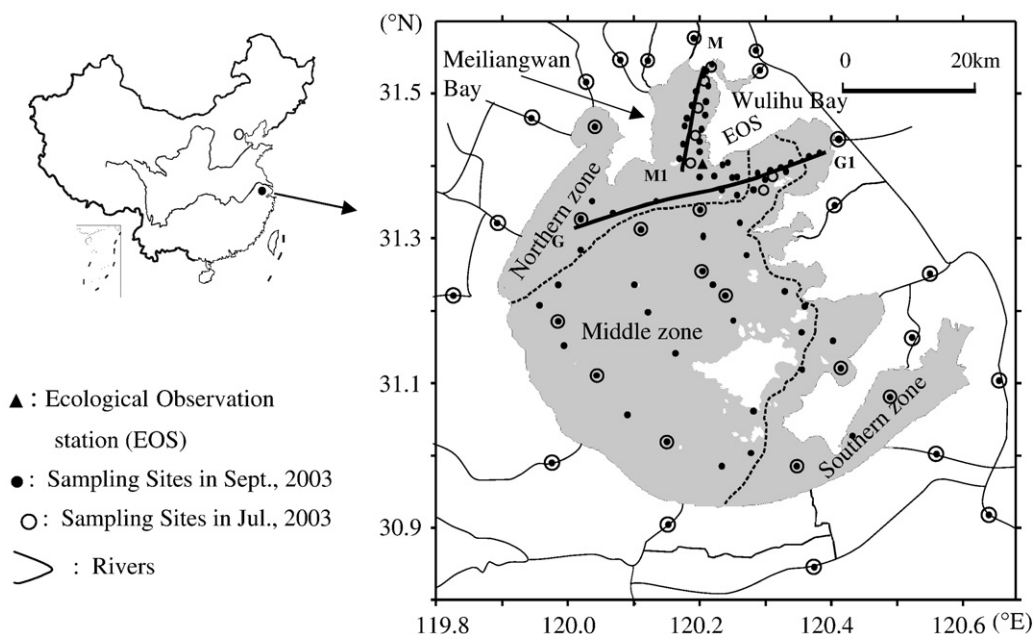 (°N)
31.5
31.3
31.1
30.9
119.8
120.0
120.2
120.4
120.6
(°E)
0
20km
Meiliangwan
Bay
M
Wulihu Bay
EOS
M1
G1
G
Northern zone
Middle zone
Southern zone
▲ : Ecological Observation
station (EOS)
● : Sampling Sites in Sept., 2003
○ : Sampling Sites in Jul., 2003
: Rivers